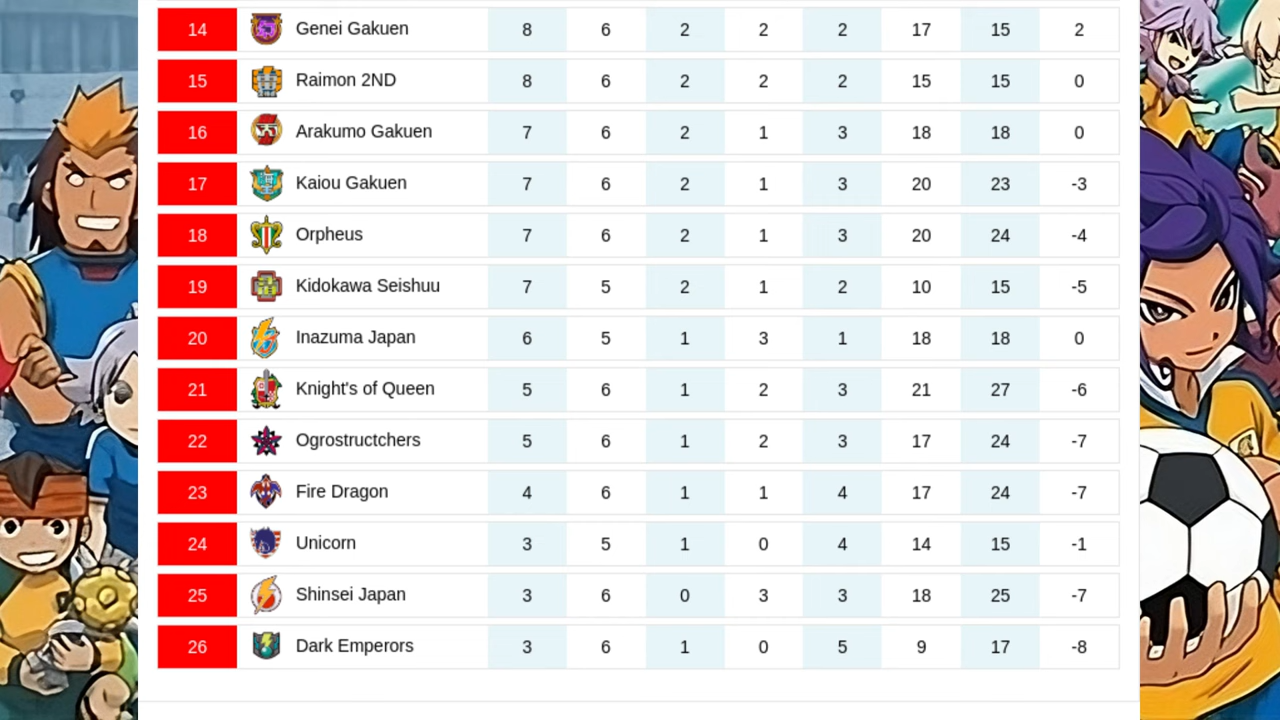 14 Genei Gakuen 8 6 2 2 2 17 15 2
15 Raimon 2ND 8 6 2 2 2 15 15 0
16 Arakumo Gakuen 7 6 2 1 3 18 18 0
17 Kaiou Gakuen 7 6 2 1 3 20 23 -3
18 Orpheus 7 6 2 1 3 20 24 -4
19 Kidokawa Seishuu 7 5 2 1 2 10 15 -5
20 Inazuma Japan 6 5 1 3 1 18 18 0
21 Knight's of Queen 5 6 1 2 3 21 27 -6
22 Ogrostructchers 5 6 1 2 3 17 24 -7
23 Fire Dragon 4 6 1 1 4 17 24 -7
24 Unicorn 3 5 1 0 4 14 15 -1
25 Shinsei Japan 3 6 0 3 3 18 25 -7
26 Dark Emperors 3 6 1 0 5 9 17 -8